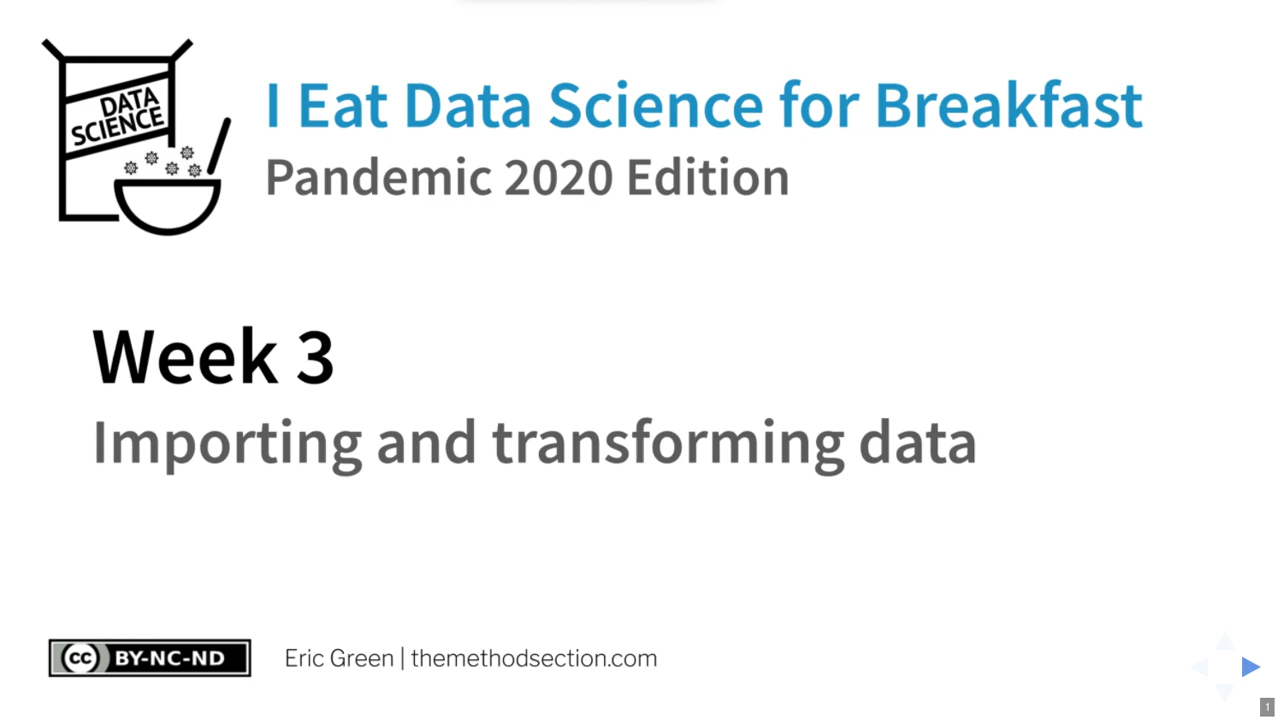 DATA
SCIENCE
I Eat Data Science for Breakfast
Pandemic 2020 Edition
Week 3
Importing and transforming data
cc BY-NC-ND
Eric Green | themethodsection.com
1